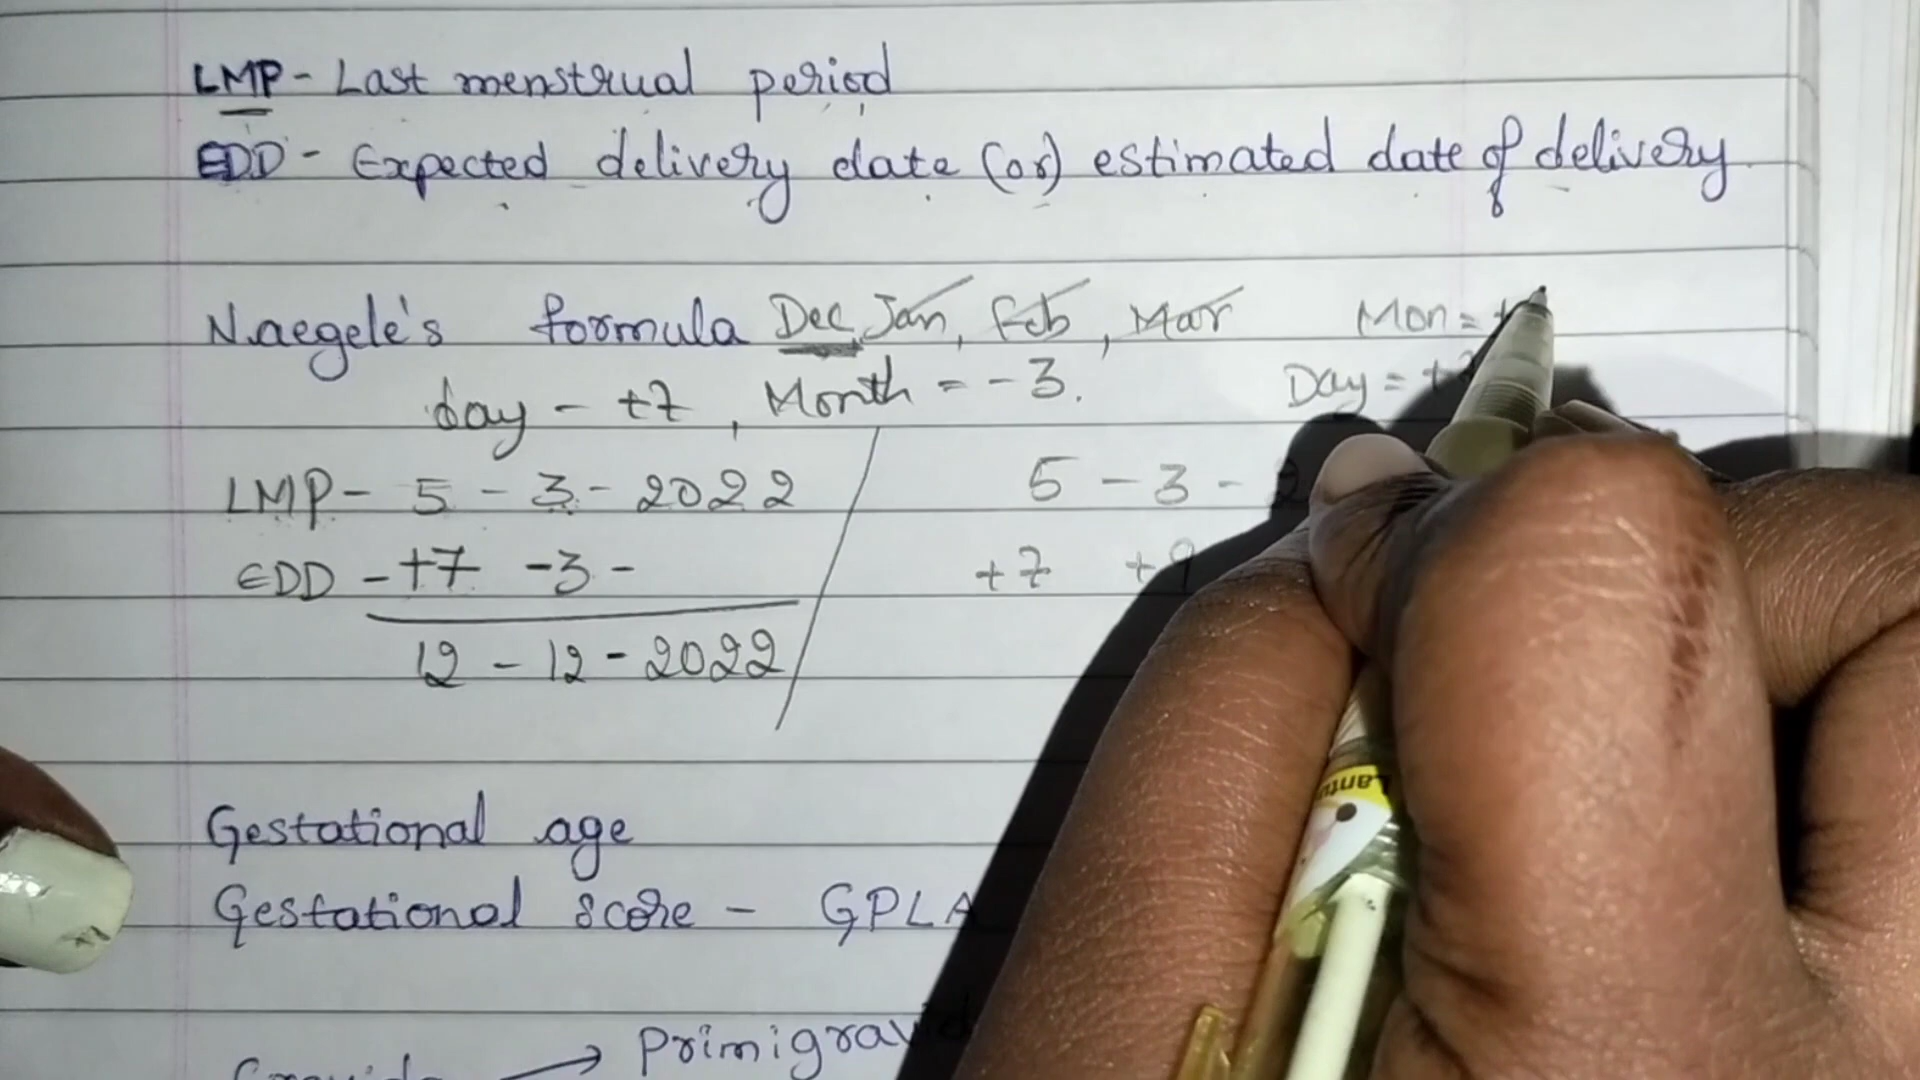 LMP - Last menstrual period
EDD - Expected delivery date (or) estimated date of delivery
Naegele's formula Dec, Jan, Feb, Mar Mon = +
day - +7, Month = -3. Day = +
LMP - 5 - 3 - 2022 5 - 3 -
EDD - +7 -3 - +7 +9
12 - 12 - 2022
Gestational age
Gestational score - GPLA
→ Primigravid